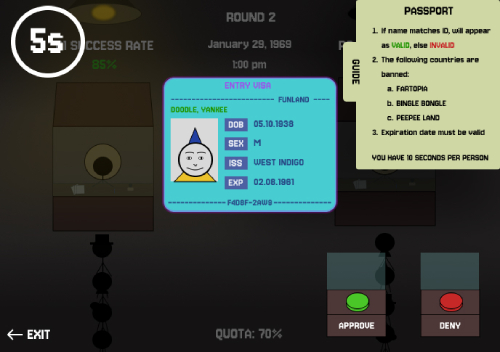 5s
ROUND 2
SUCCESS RATE
85%
January 29, 1969
1:00 pm
PASSPORT
GUIDE
1. If name matches ID, will appear
as VALID, else INVALID
2. The following countries are
banned:
a. FARTOPIA
b. BINGLE BONGLE
c. PEEPEE LAND
3. Expiration date must be valid
YOU HAVE 10 SECONDS PER PERSON
ENTRY VISA
FUNLAND
DOODLE, YANKEE
DOB 05.10.1938
SEX M
ISS WEST INDIGO
EXP 02.08.1961
F4D8F-2AW6
APPROVE
DENY
EXIT
QUOTA: 70%